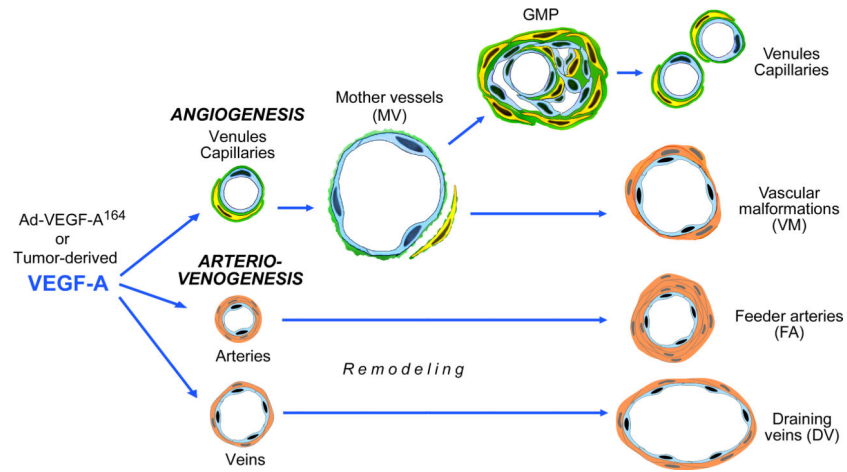 GMP
Venules
Capillaries
Mother vessels
(MV)
ANGIOGENESIS
Venules
Capillaries
Vascular
malformations
(VM)
Ad-VEGF-A¹⁶⁴
or
Tumor-derived
VEGF-A
ARTERIO-
VENOGENESIS
Arteries
Feeder arteries
(FA)
Remodeling
Veins
Draining
veins (DV)